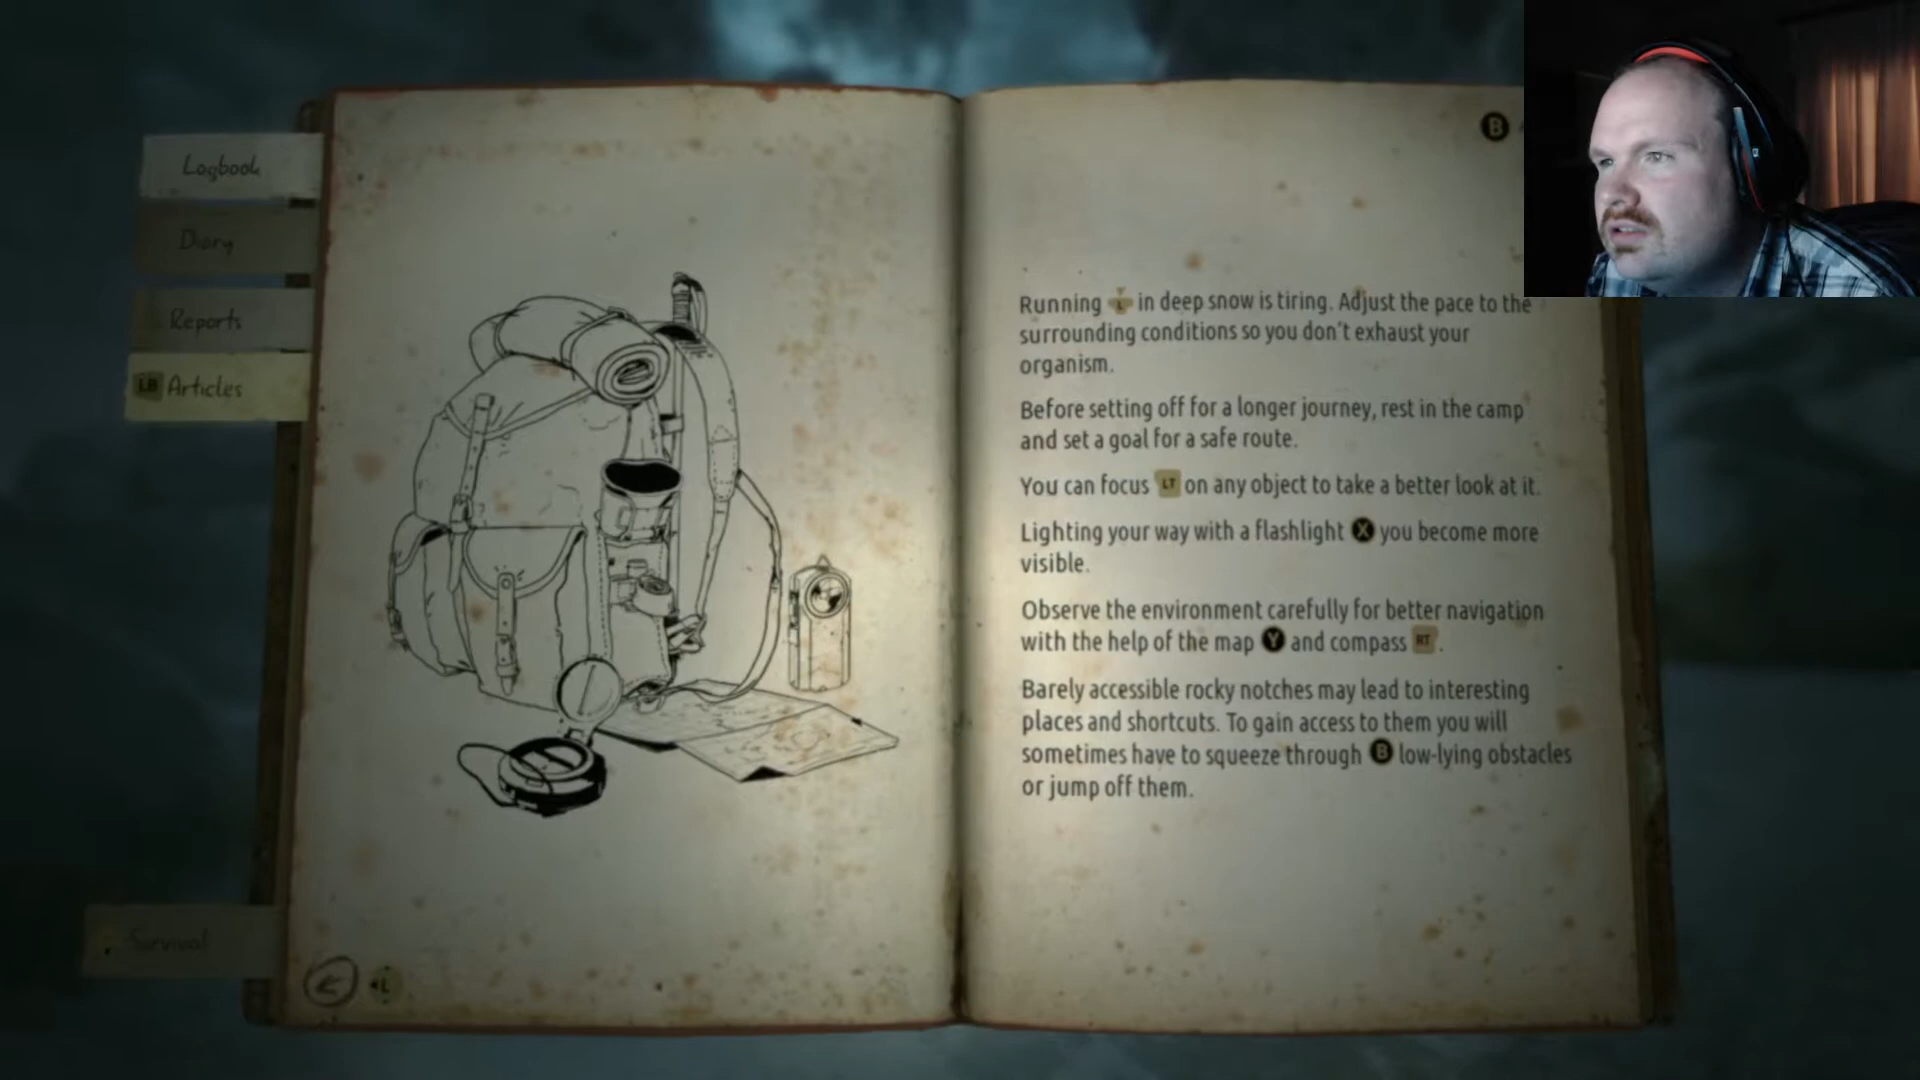 Logbook
Diary
Reports
LB Articles
Survival
L
B
Running L in deep snow is tiring. Adjust the pace to the
surrounding conditions so you don't exhaust your
organism.
Before setting off for a longer journey, rest in the camp
and set a goal for a safe route.
You can focus LT on any object to take a better look at it.
Lighting your way with a flashlight X you become more
visible.
Observe the environment carefully for better navigation
with the help of the map Y and compass RT.
Barely accessible rocky notches may lead to interesting
places and shortcuts. To gain access to them you will
sometimes have to squeeze through B low-lying obstacles
or jump off them.